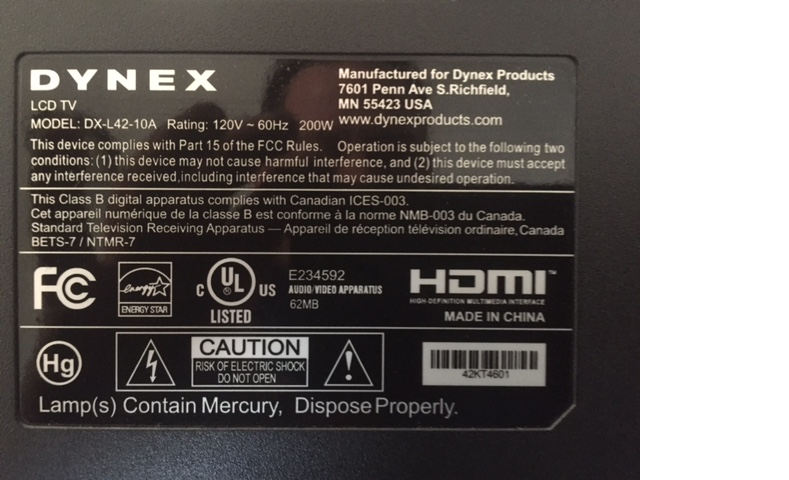 DYNEX
LCD TV
MODEL: DX-L42-10A Rating: 120V ~ 60Hz 200W
Manufactured for Dynex Products
7601 Penn Ave S.Richfield,
MN 55423 USA
www.dynexproducts.com
This device complies with Part 15 of the FCC Rules. Operation is subject to the following two
conditions: (1) this device may not cause harmful interference, and (2) this device must accept
any interference received, including interference that may cause undesired operation.
This Class B digital apparatus complies with Canadian ICES-003.
Cet appareil numérique de la classe B est conforme à la norme NMB-003 du Canada.
Standard Television Receiving Apparatus — Appareil de réception télévision ordinaire, Canada
BETS-7 / NTMR-7
FC
energy
ENERGY STAR
C UL US
LISTED
E234592
AUDIO/VIDEO APPARATUS
62MB
HDMI™
HIGH-DEFINITION MULTIMEDIA INTERFACE
MADE IN CHINA
Hg
CAUTION
RISK OF ELECTRIC SHOCK
DO NOT OPEN
!
42KT4601
Lamp(s) Contain Mercury, Dispose Properly.